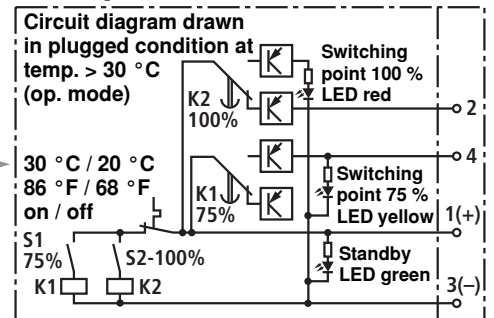 Circuit diagram drawn
in plugged condition at
temp. > 30 °C
(op. mode)
Switching
point 100 %
LED red
K2
100%
2
4
30 °C / 20 °C
86 °F / 68 °F
on / off
K1
75%
Switching
point 75 %
LED yellow
1(+)
S1
75%
S2-100%
Standby
LED green
K1
K2
3(−)